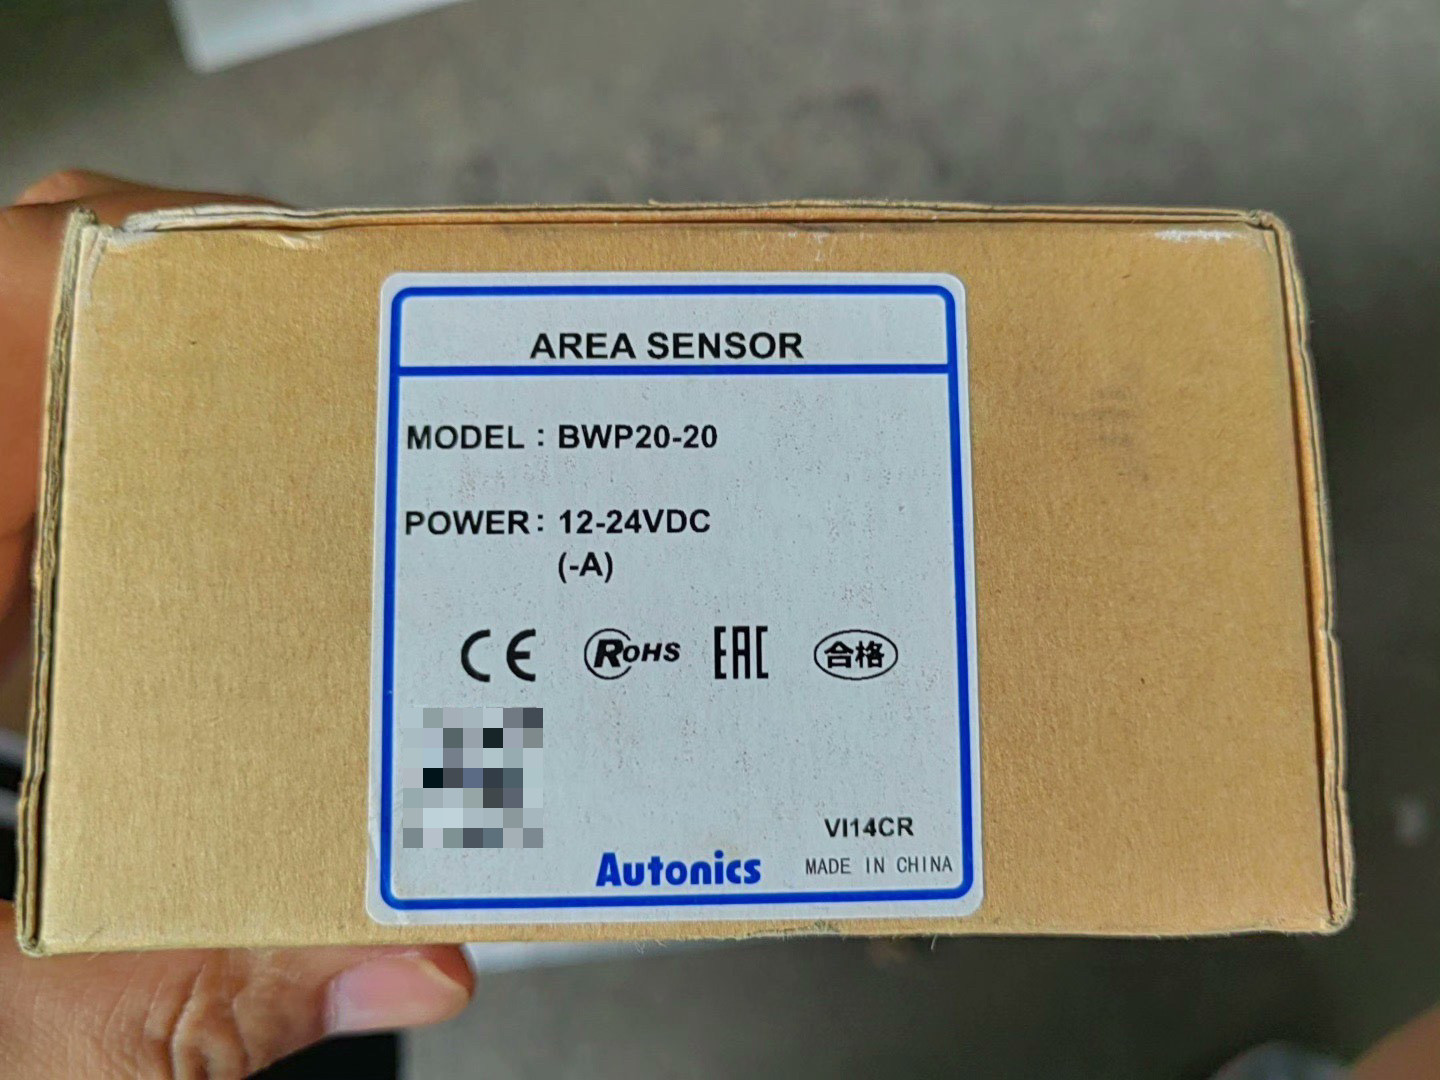 AREA SENSOR
MODEL : BWP20-20
POWER : 12-24VDC
(-A)
CE RoHS EAC 合格
VI14CR
Autonics MADE IN CHINA